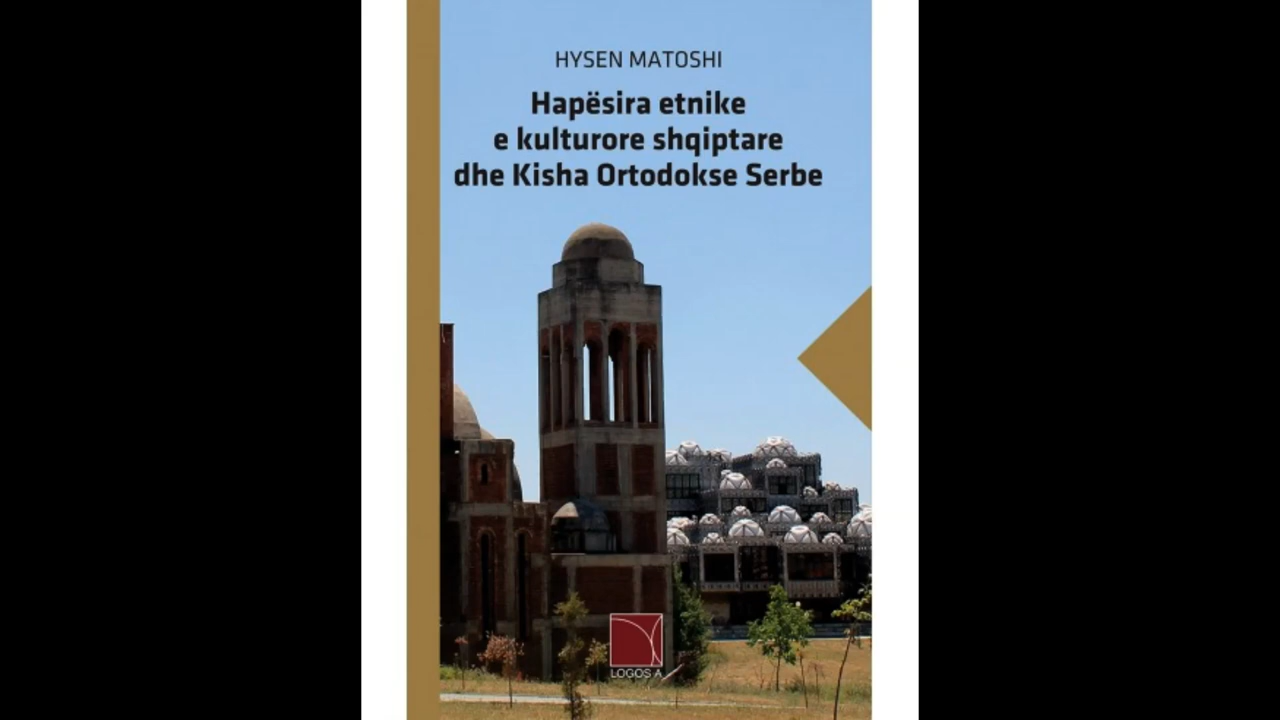 HYSEN MATOSHI
Hapësira etnike
e kulturore shqiptare
dhe Kisha Ortodokse Serbe
LOGOS A